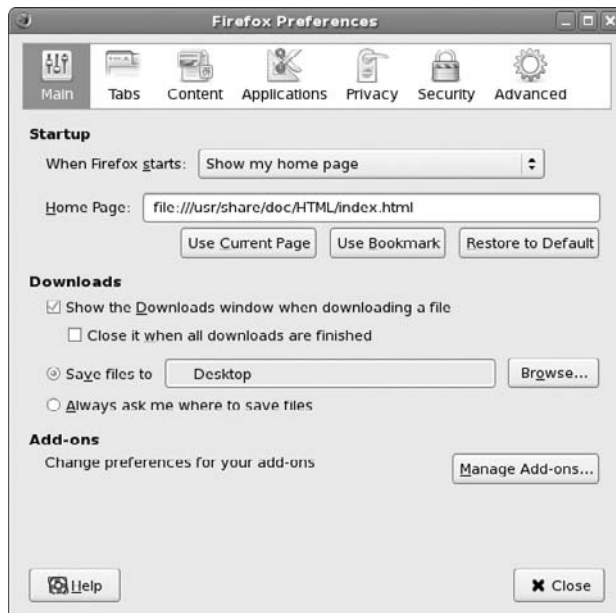 Firefox Preferences
Main Tabs Content Applications Privacy Security Advanced
Startup
When Firefox starts: Show my home page
Home Page: file:///usr/share/doc/HTML/index.html
Use Current Page Use Bookmark Restore to Default
Downloads
Show the Downloads window when downloading a file
Close it when all downloads are finished
Save files to Desktop Browse...
Always ask me where to save files
Add-ons
Change preferences for your add-ons
Manage Add-ons...
Help Close